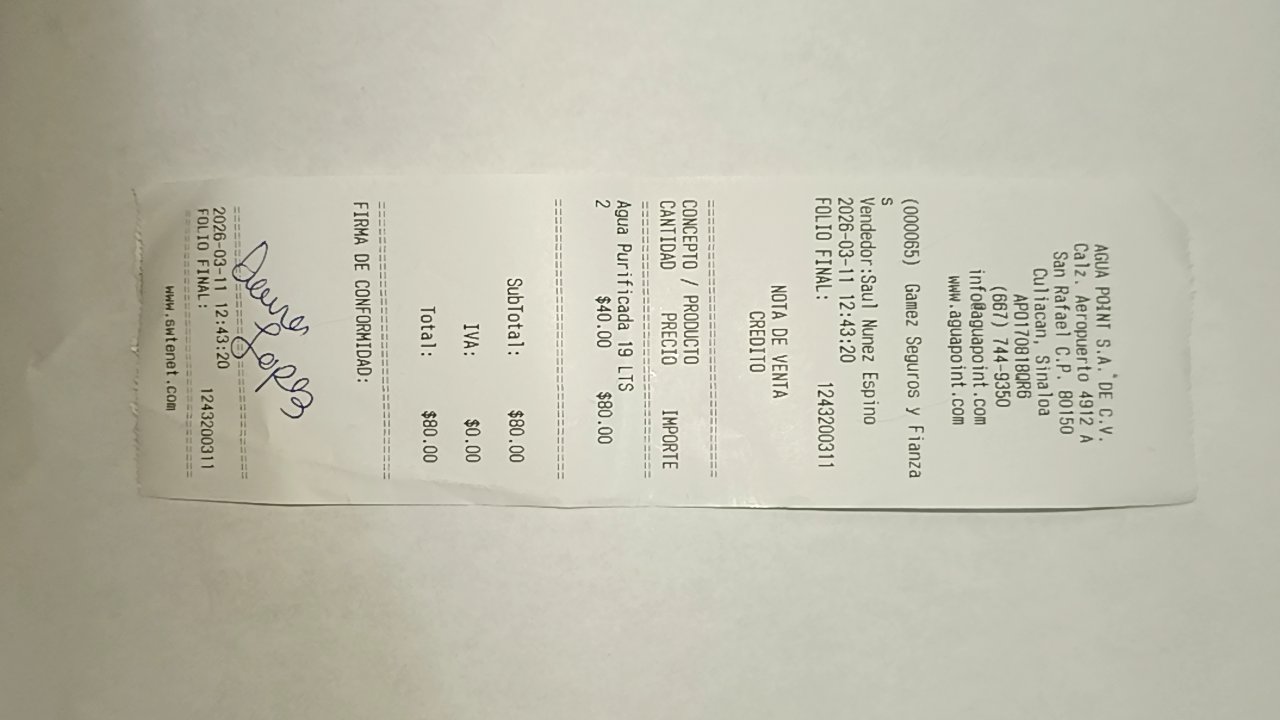 AGUA POINT S.A. DE C.V.
Calz. Aeropuerto 4912 A
San Rafael C.P. 80150
Culiacan, Sinaloa
APO170818QR6
(667) 744-9350
info@aguapoint.com
www.aguapoint.com
(000065) Gamez Seguros y Fianza
s
Vendedor:Saul Nunez Espino
2026-03-11 12:43:20
FOLIO FINAL: 1243200311
NOTA DE VENTA
CREDITO
==============================
CONCEPTO / PRODUCTO
CANTIDAD PRECIO IMPORTE
==============================
Agua Purificada 19 LTS
2 $40.00 $80.00
==============================
SubTotal: $80.00
IVA: $0.00
Total: $80.00
==============================
FIRMA DE CONFORMIDAD:
Lopez
==============================
2026-03-11 12:43:20
FOLIO FINAL: 1243200311
==============================
www.swtenet.com